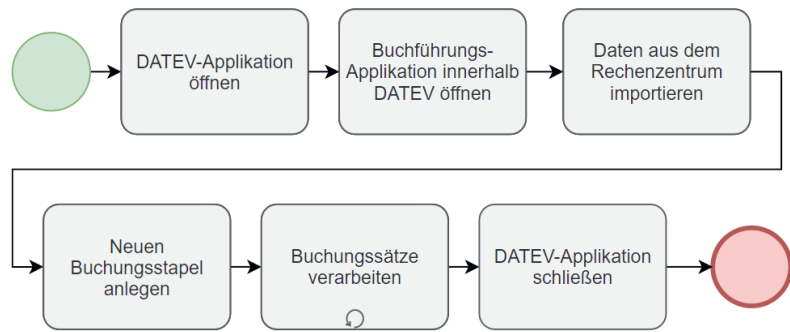 DATEV-Applikation
öffnen
Buchführungs-
Applikation innerhalb
DATEV öffnen
Daten aus dem
Rechenzentrum
importieren
Neuen
Buchungsstapel
anlegen
Buchungssätze
verarbeiten
DATEV-Applikation
schließen